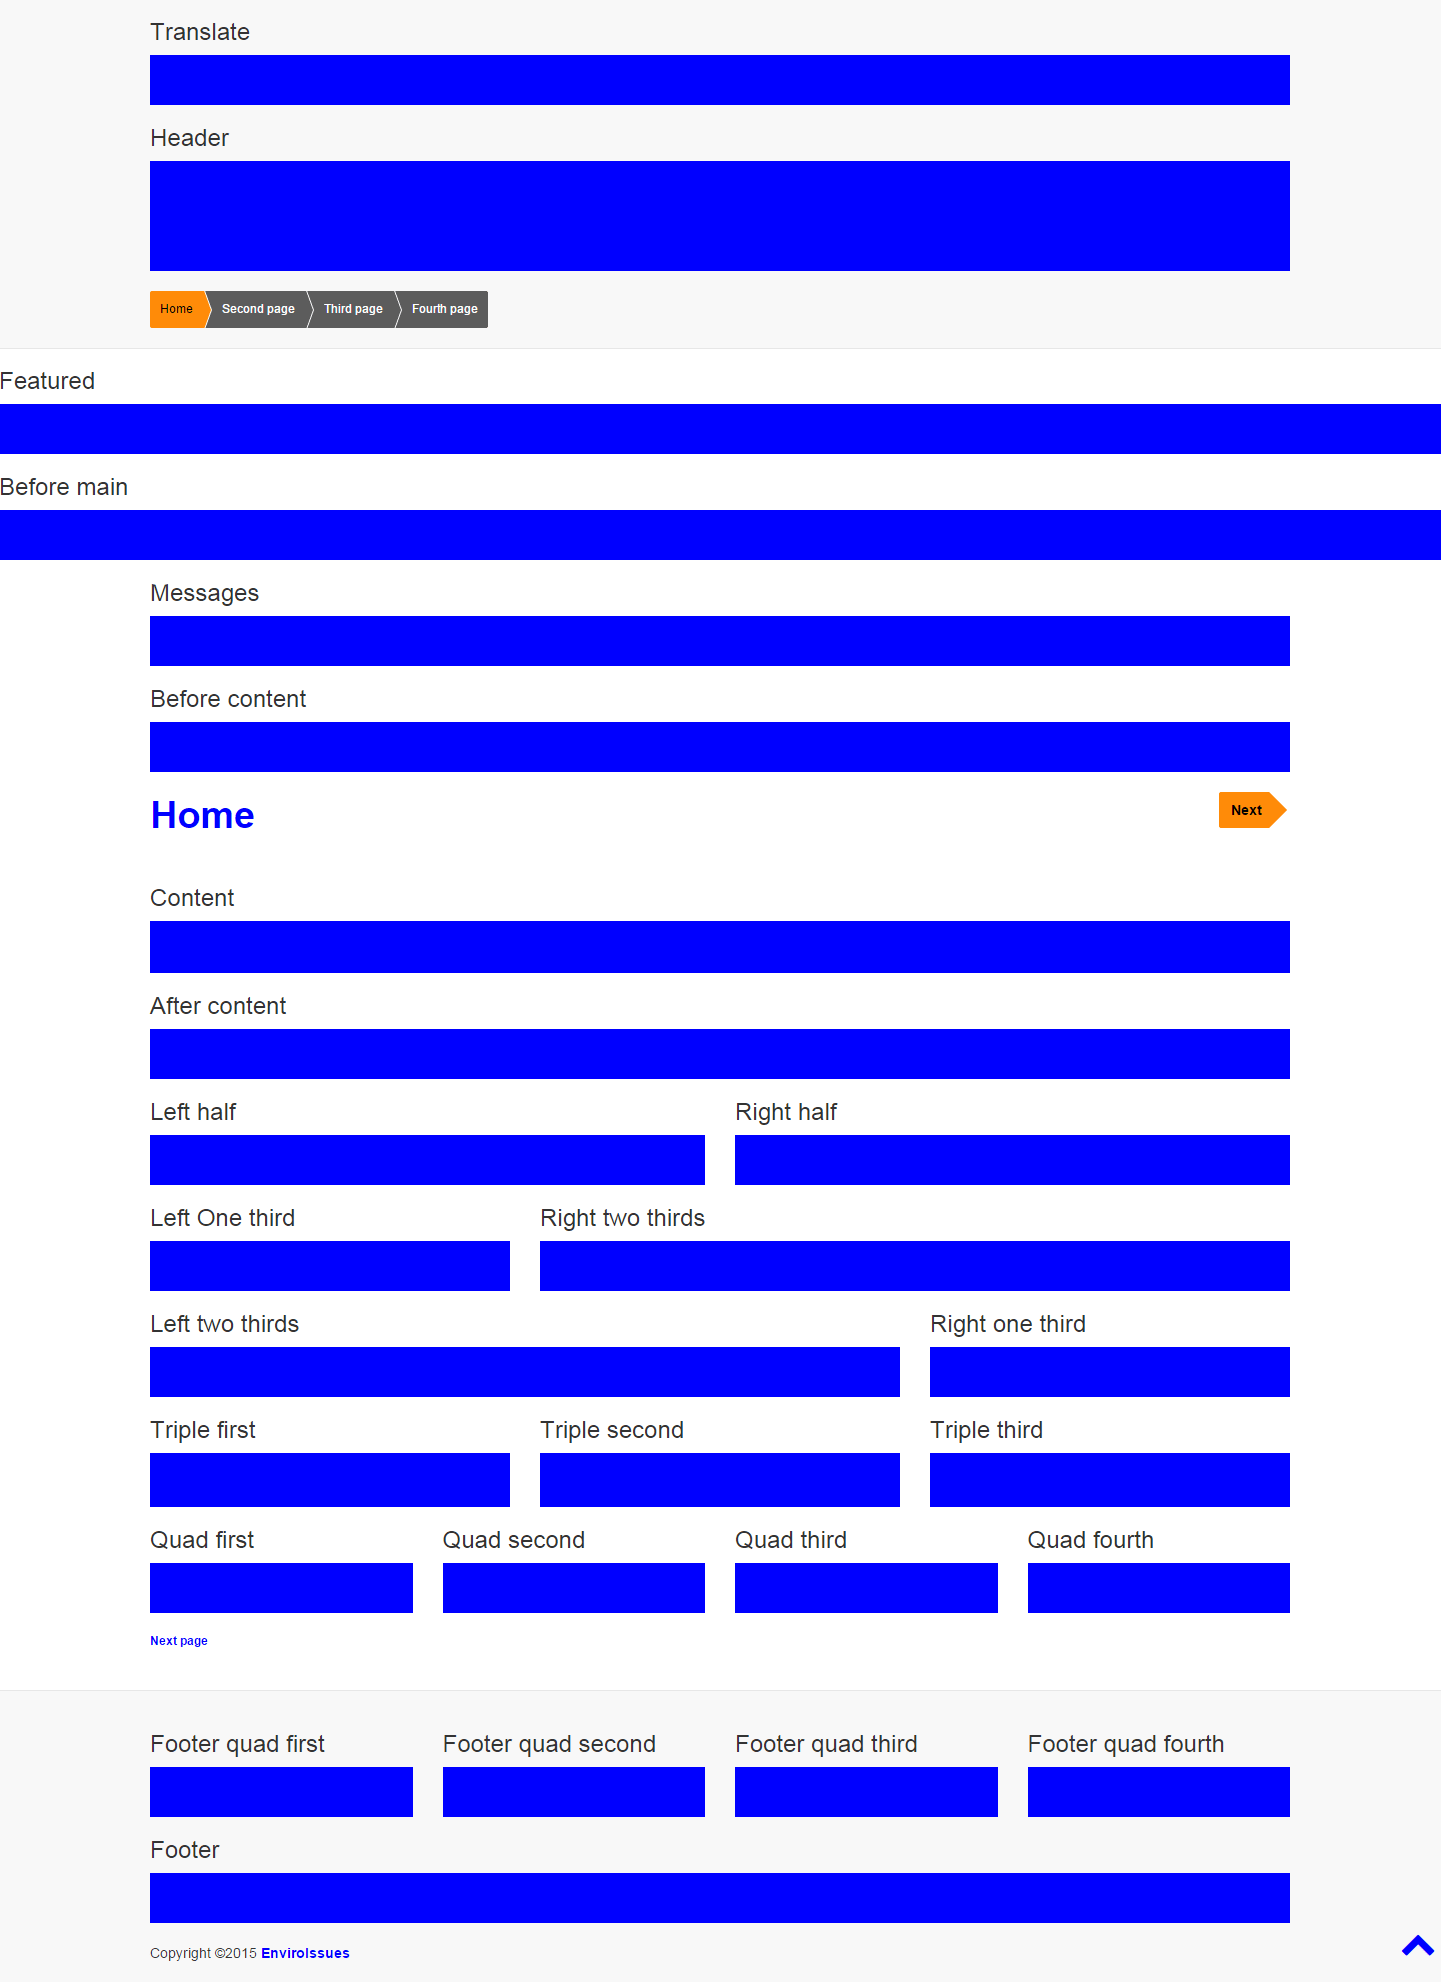 Translate
Header
Home Second page Third page Fourth page
Featured
Before main
Messages
Before content
Home Next
Content
After content
Left half Right half
Left One third Right two thirds
Left two thirds Right one third
Triple first Triple second Triple third
Quad first Quad second Quad third Quad fourth
Next page
Footer quad first Footer quad second Footer quad third Footer quad fourth
Footer
Copyright ©2015 EnviroIssues